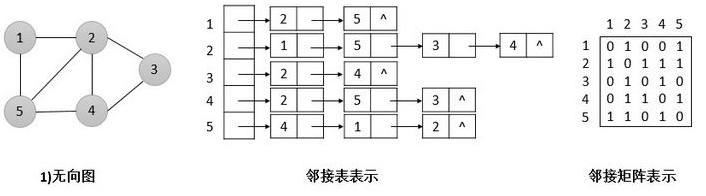 1 2 3 4 5
1 2 5 ^
2 1 5 3 4 ^
3 2 4 ^
4 2 5 3 ^
5 4 1 2 ^
1 2 3 4 5
1 0 1 0 0 1
2 1 0 1 1 1
3 0 1 0 1 0
4 0 1 1 0 1
5 1 1 0 1 0
1)无向图
邻接表表示
邻接矩阵表示